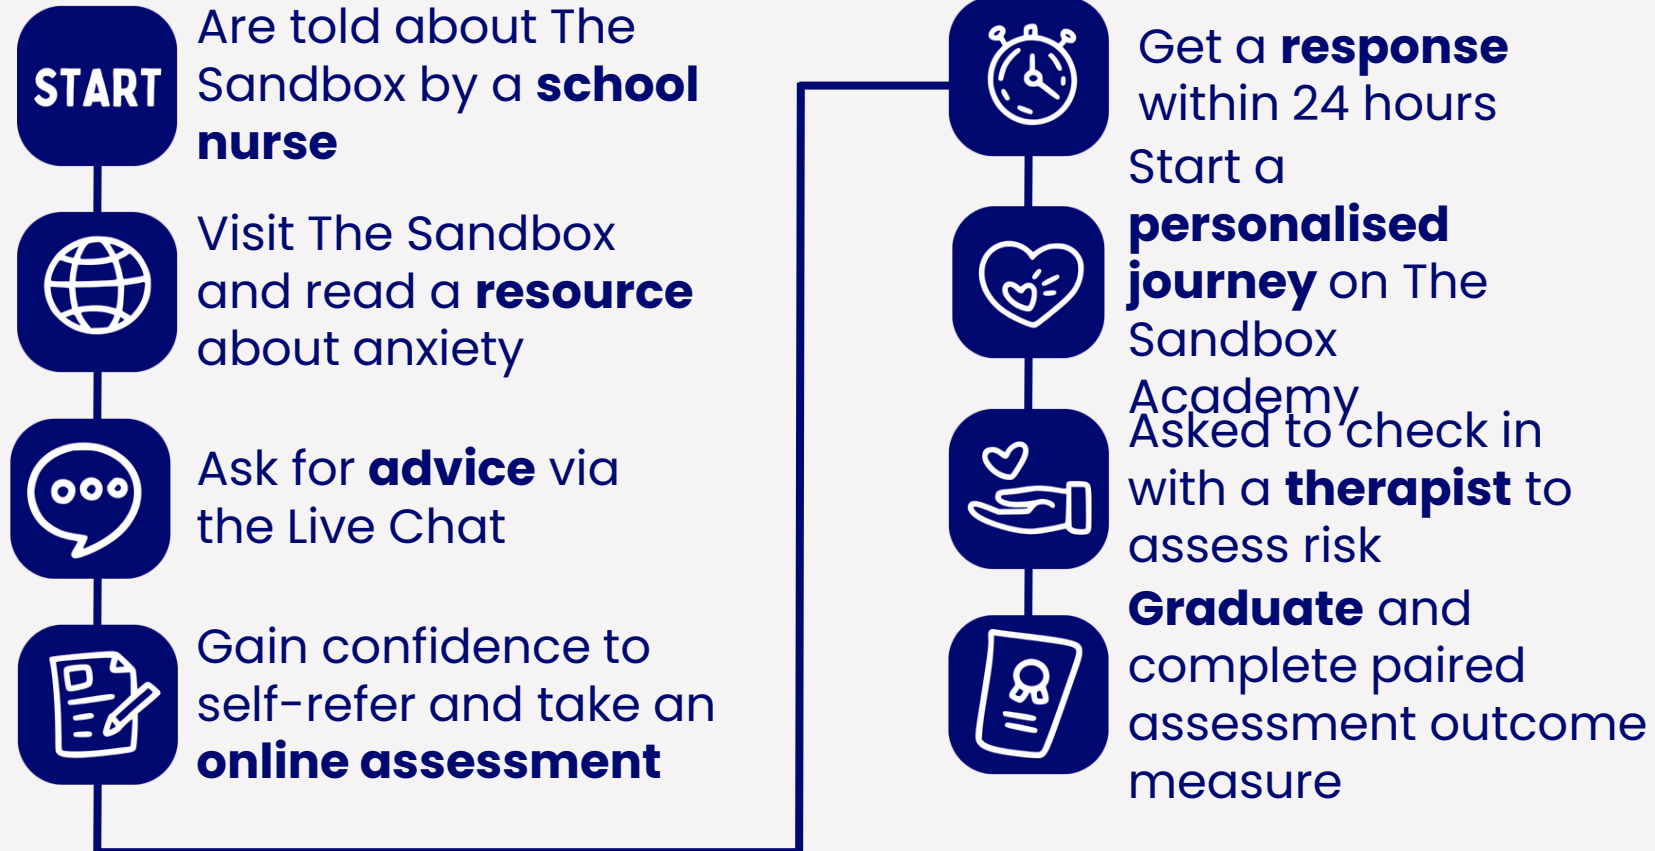 START
Are told about The
Sandbox by a school
nurse
Visit The Sandbox
and read a resource
about anxiety
Ask for advice via
the Live Chat
Gain confidence to
self-refer and take an
online assessment
Get a response
within 24 hours
Start a
personalised
journey on The
Sandbox
Academy
Asked to check in
with a therapist to
assess risk
Graduate and
complete paired
assessment outcome
measure